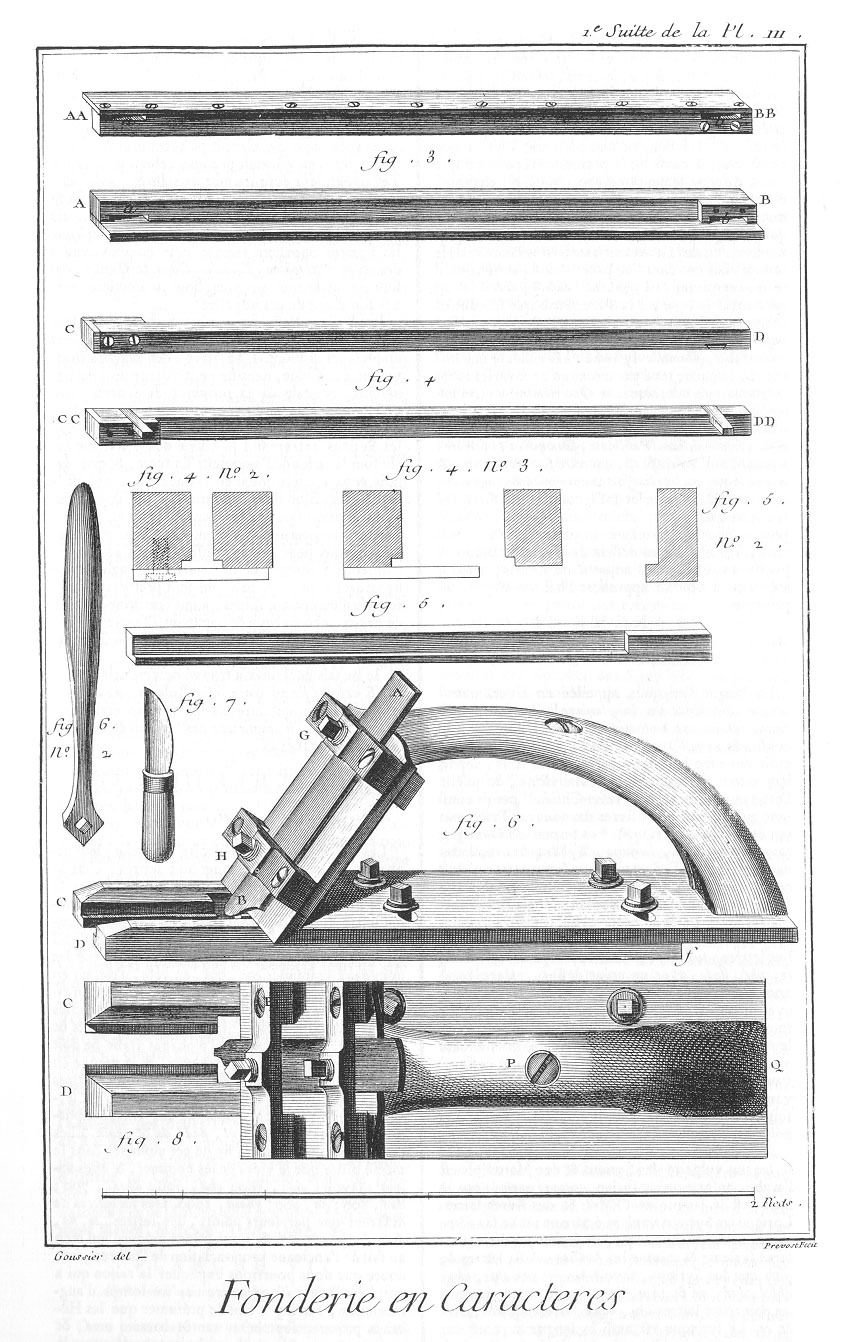 1.e Suitte de la Pl. III.
AA
BB
a
fig. 3.
A
B
a
b
C
D
fig. 4
CC
DD
fig. 4. No. 2.
fig. 4. No. 3.
fig. 5.
No. 2.
fig. 5.
fig. 6.
No. 2
fig. 7.
A
G
fig. 6
H
C
B
D
f
C
E
P
Q
D
fig. 8.
2 Pieds.
Goussier del —
Prevost Fecit
Fonderie en Caracteres